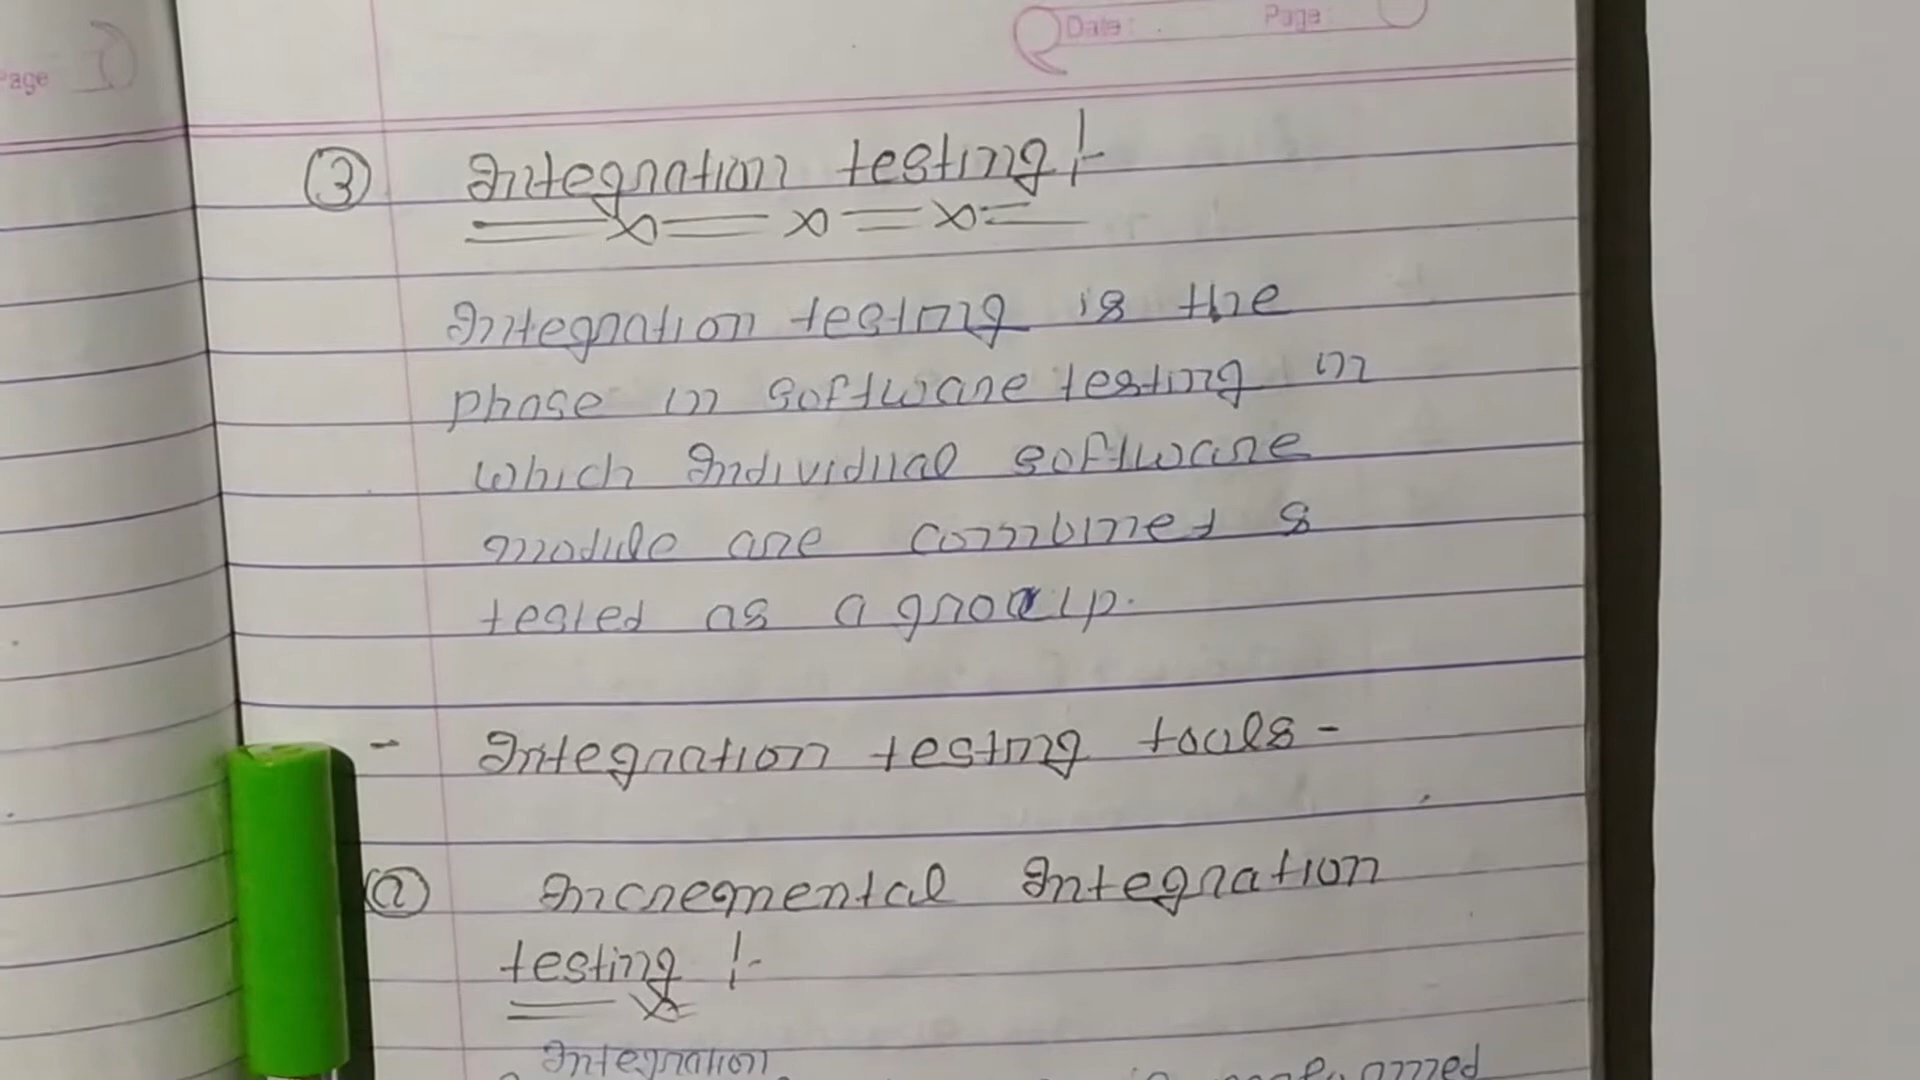 Page
Date : Page
③ Integration testing :-
Integration testing is the
phase in software testing in
which Individual software
module are combined &
tested as a group.
- Integration testing tools -
ⓐ Incremental Integration
testing :-
Integration